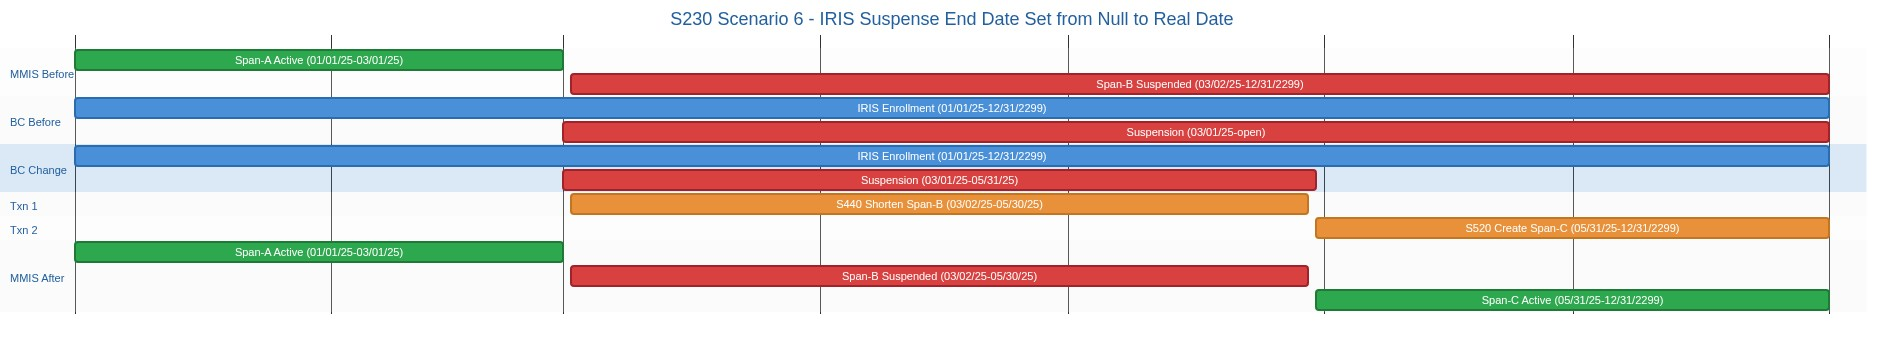 S230 Scenario 6 - IRIS Suspense End Date Set from Null to Real Date
MMIS Before
Span-A Active (01/01/25-03/01/25)
Span-B Suspended (03/02/25-12/31/2299)
BC Before
IRIS Enrollment (01/01/25-12/31/2299)
Suspension (03/01/25-open)
BC Change
IRIS Enrollment (01/01/25-12/31/2299)
Suspension (03/01/25-05/31/25)
Txn 1
S440 Shorten Span-B (03/02/25-05/30/25)
Txn 2
S520 Create Span-C (05/31/25-12/31/2299)
MMIS After
Span-A Active (01/01/25-03/01/25)
Span-B Suspended (03/02/25-05/30/25)
Span-C Active (05/31/25-12/31/2299)